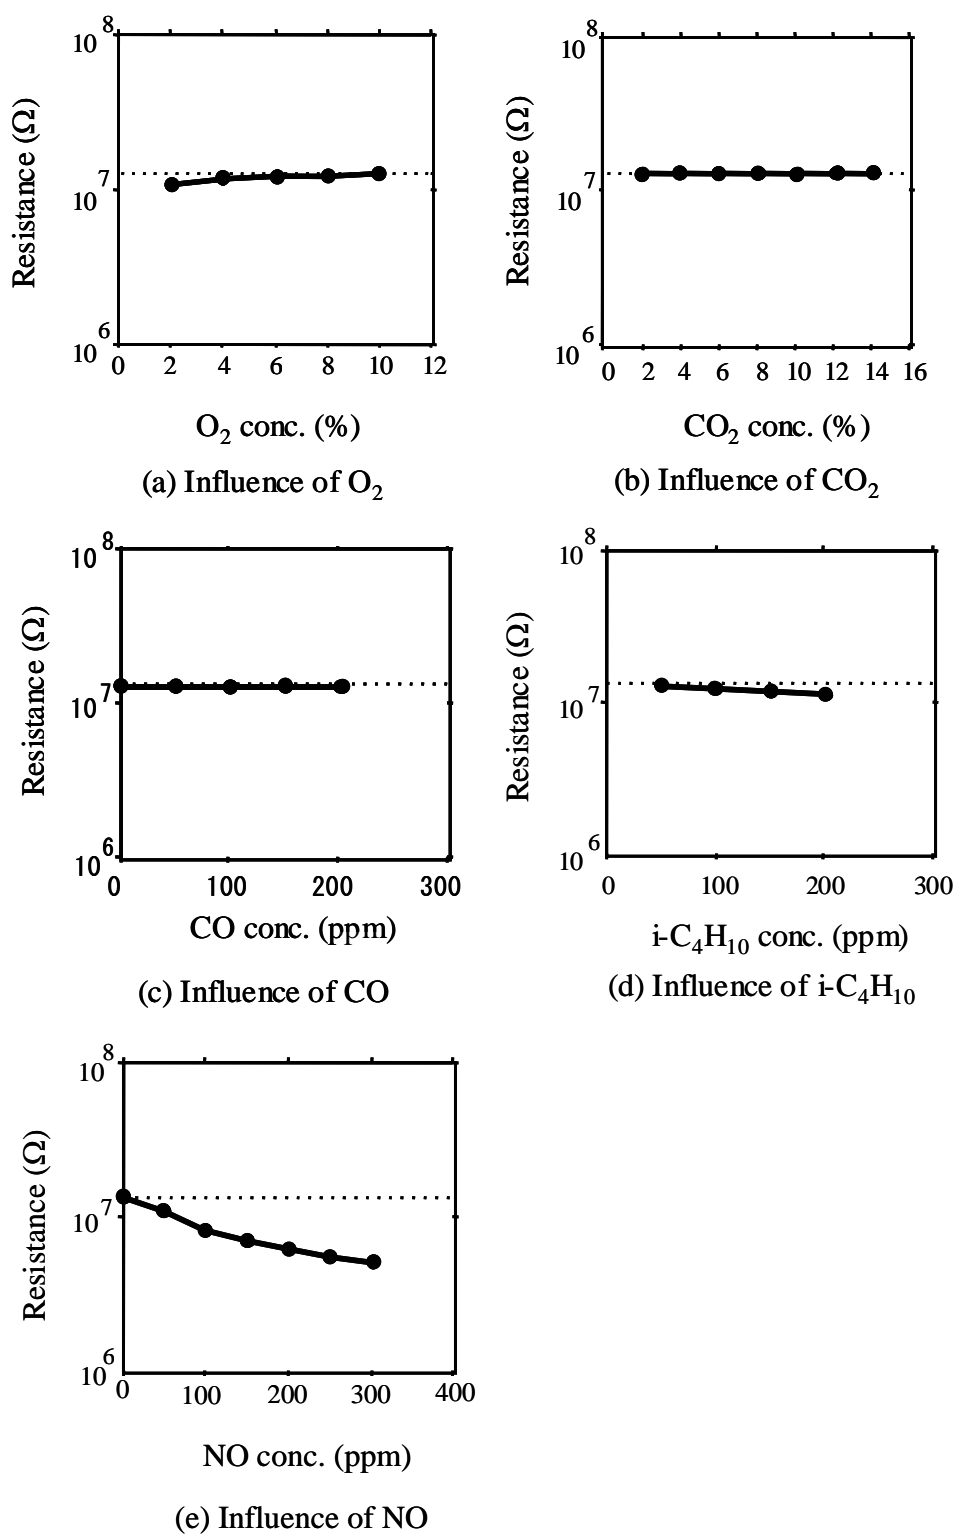 10^8
Resistance (Ω)
10^7
10^6
0 2 4 6 8 10 12
O₂ conc. (%)
(a) Influence of O₂
10^8
Resistance (Ω)
10^7
10^6
0 2 4 6 8 10 12 14 16
CO₂ conc. (%)
(b) Influence of CO₂
10^8
Resistance (Ω)
10^7
10^6
0 100 200 300
CO conc. (ppm)
(c) Influence of CO
10^8
Resistance (Ω)
10^7
10^6
0 100 200 300
i-C₄H₁₀ conc. (ppm)
(d) Influence of i-C₄H₁₀
10^8
Resistance (Ω)
10^7
10^6
0 100 200 300 400
NO conc. (ppm)
(e) Influence of NO